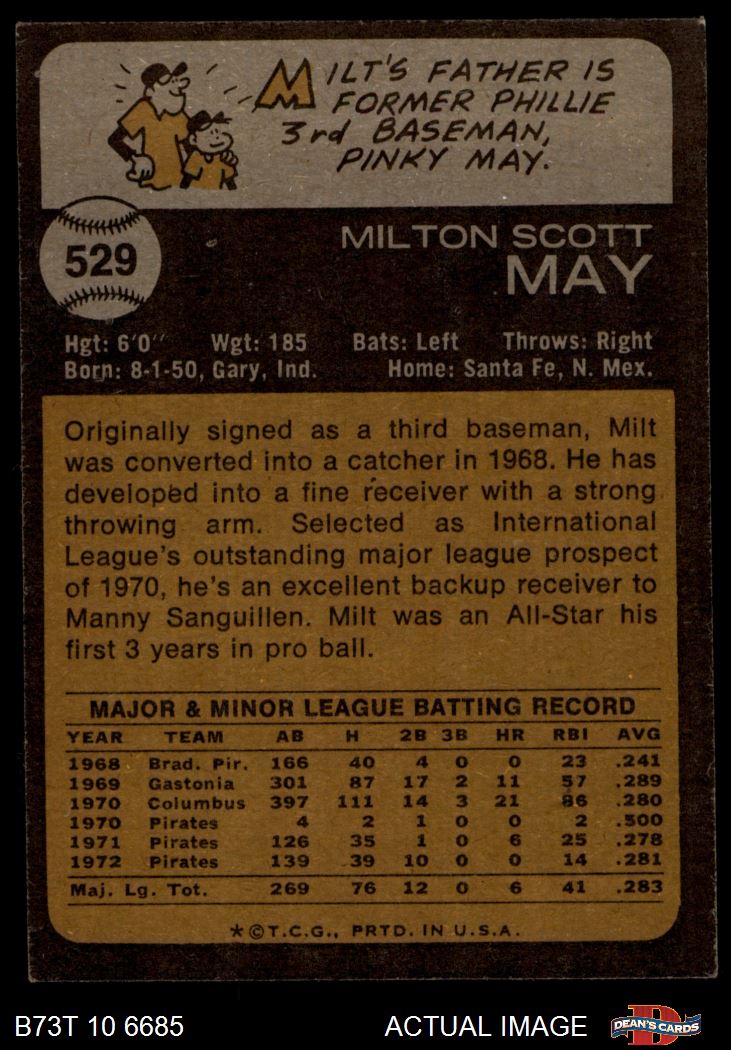 MILT'S FATHER IS
FORMER PHILLIE
3rd BASEMAN,
PINKY MAY.
529
MILTON SCOTT
MAY
Hgt: 6'0" Wgt: 185 Bats: Left Throws: Right
Born: 8-1-50, Gary, Ind. Home: Santa Fe, N. Mex.
Originally signed as a third baseman, Milt
was converted into a catcher in 1968. He has
developed into a fine receiver with a strong
throwing arm. Selected as International
League's outstanding major league prospect
of 1970, he's an excellent backup receiver to
Manny Sanguillen. Milt was an All-Star his
first 3 years in pro ball.
MAJOR & MINOR LEAGUE BATTING RECORD
YEAR TEAM AB H 2B 3B HR RBI AVG
1968 Brad. Pir. 166 40 4 0 0 23 .241
1969 Gastonia 301 87 17 2 11 57 .289
1970 Columbus 397 111 14 3 21 86 .280
1970 Pirates 4 2 1 0 0 2 .500
1971 Pirates 126 35 1 0 6 25 .278
1972 Pirates 139 39 10 0 0 14 .281
Maj. Lg. Tot. 269 76 12 0 6 41 .283
*©T.C.G., PRTD. IN U.S.A.
B73T 10 6685 ACTUAL IMAGE
D
DEAN'S CARDS